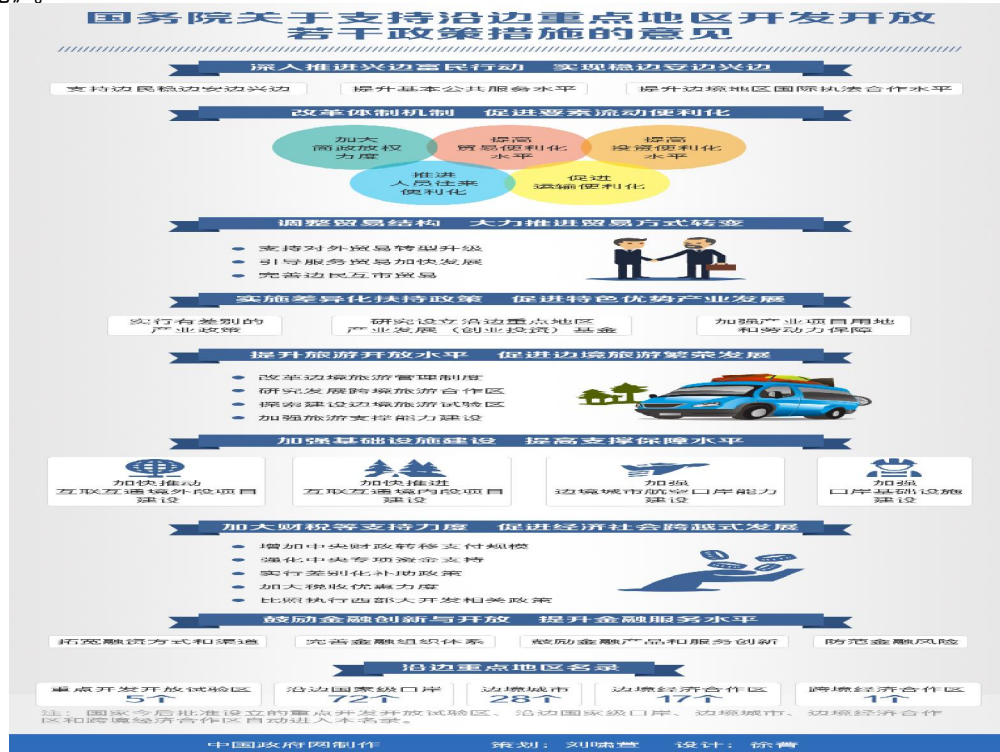 国务院关于支持沿边重点地区开发开放
若干政策措施的意见
深入推进兴边富民行动 实现稳边安边兴边
支持边民稳边安边兴边 提升基本公共服务水平 提升边境地区国际执法合作水平
改革体制机制 促进要素流动便利化
加大
简政放权
力度
提高
贸易便利化
水平
提高
投资便利化
水平
推进
人员往来
便利化
促进
运输便利化
调整贸易结构 大力推进贸易方式转变
支持对外贸易转型升级
引导服务贸易加快发展
完善边民互市贸易
实施差异化扶持政策 促进特色优势产业发展
实行有差别的
产业政策
研究设立沿边重点地区
产业发展（创业投资）基金
加强产业项目用地
和劳动力保障
提升旅游开放水平 促进边境旅游繁荣发展
改革边境旅游管理制度
研究发展跨境旅游合作区
探索建设边境旅游试验区
加强旅游支撑能力建设
加强基础设施建设 提高支撑保障水平
加快推动
互联互通境外段项目
建设
加快推进
互联互通境内段项目
建设
加强
边境城市航空口岸能力
建设
加强
口岸基础设施
建设
加大财税等支持力度 促进经济社会跨越式发展
增加中央财政转移支付规模
强化中央专项资金支持
实行差别化补助政策
加大税收优惠力度
比照执行西部大开发相关政策
鼓励金融创新与开放 提升金融服务水平
拓宽融资方式和渠道 完善金融组织体系 鼓励金融产品和服务创新 防范金融风险
沿边重点地区名录
重点开发开放试验区
5个
沿边国家级口岸
72个
边境城市
28个
边境经济合作区
17个
跨境经济合作区
1个
注：国家今后批准设立的重点开发开放试验区、沿边国家级口岸、边境城市、边境经济合作
区和跨境经济合作区自动进入本名录。
中国政府网制作 策划：刘啸萱 设计：徐菁